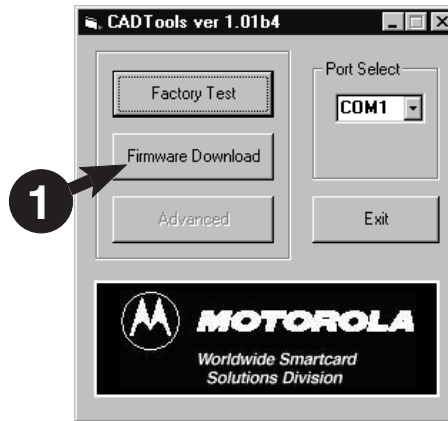 CADTools ver 1.01b4
Factory Test
Port Select
COM1
1
Firmware Download
Advanced
Exit
MOTOROLA
Worldwide Smartcard
Solutions Division